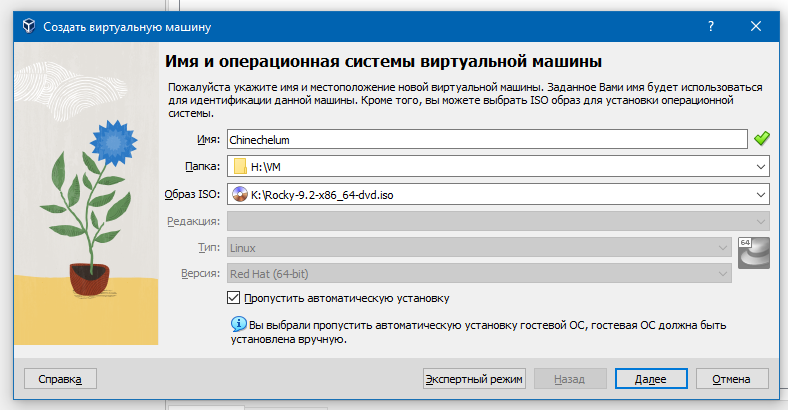 Создать виртуальную машину
Имя и операционная системы виртуальной машины
Пожалуйста укажите имя и местоположение новой виртуальной машины. Заданное Вами имя будет использоваться
для идентификации данной машины. Кроме того, вы можете выбрать ISO образ для установки операционной
системы.
Имя: Chinechelum
Папка: H:\VM
Образ ISO: K:\Rocky-9.2-x86_64-dvd.iso
Редакция:
Тип: Linux
64
Версия: Red Hat (64-bit)
Пропустить автоматическую установку
Вы выбрали пропустить автоматическую установку гостевой ОС, гостевая ОС должна быть
установлена вручную.
Справка Экспертный режим Назад Далее Отмена